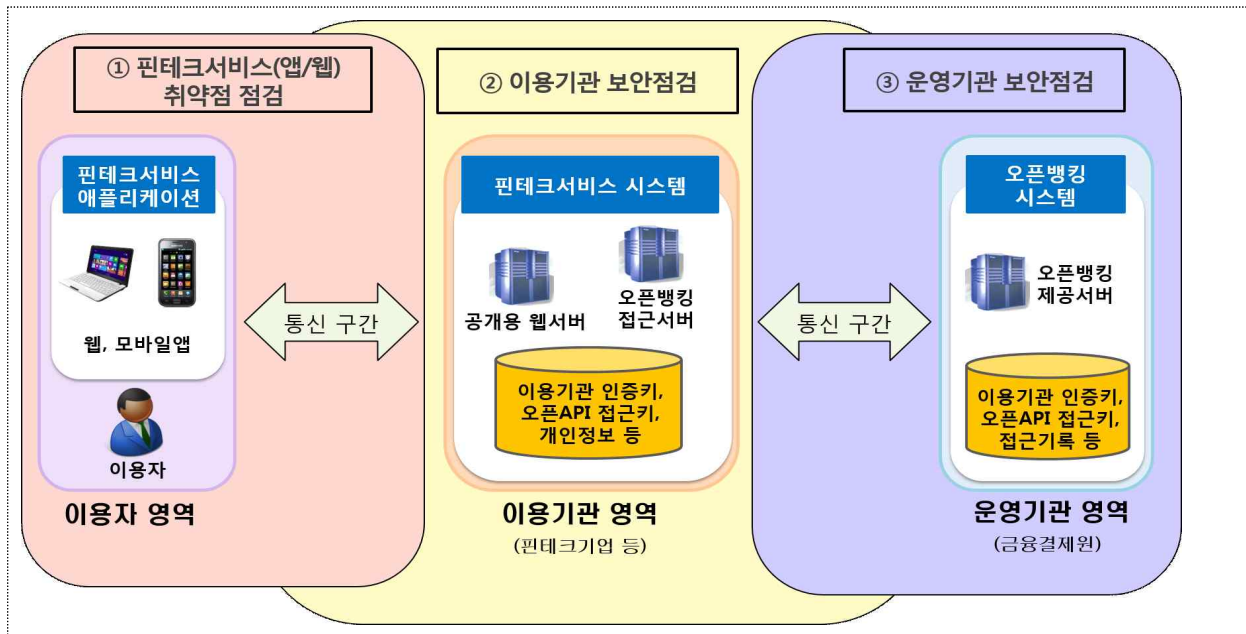 ① 핀테크서비스(앱/웹)
취약점 점검
핀테크서비스
애플리케이션
웹, 모바일앱
이용자
이용자 영역
통신 구간
② 이용기관 보안점검
핀테크서비스 시스템
공개용 웹서버
오픈뱅킹
접근서버
이용기관 인증키,
오픈API 접근키,
개인정보 등
이용기관 영역
(핀테크기업 등)
통신 구간
③ 운영기관 보안점검
오픈뱅킹
시스템
오픈뱅킹
제공서버
이용기관 인증키,
오픈API 접근키,
접근기록 등
운영기관 영역
(금융결제원)